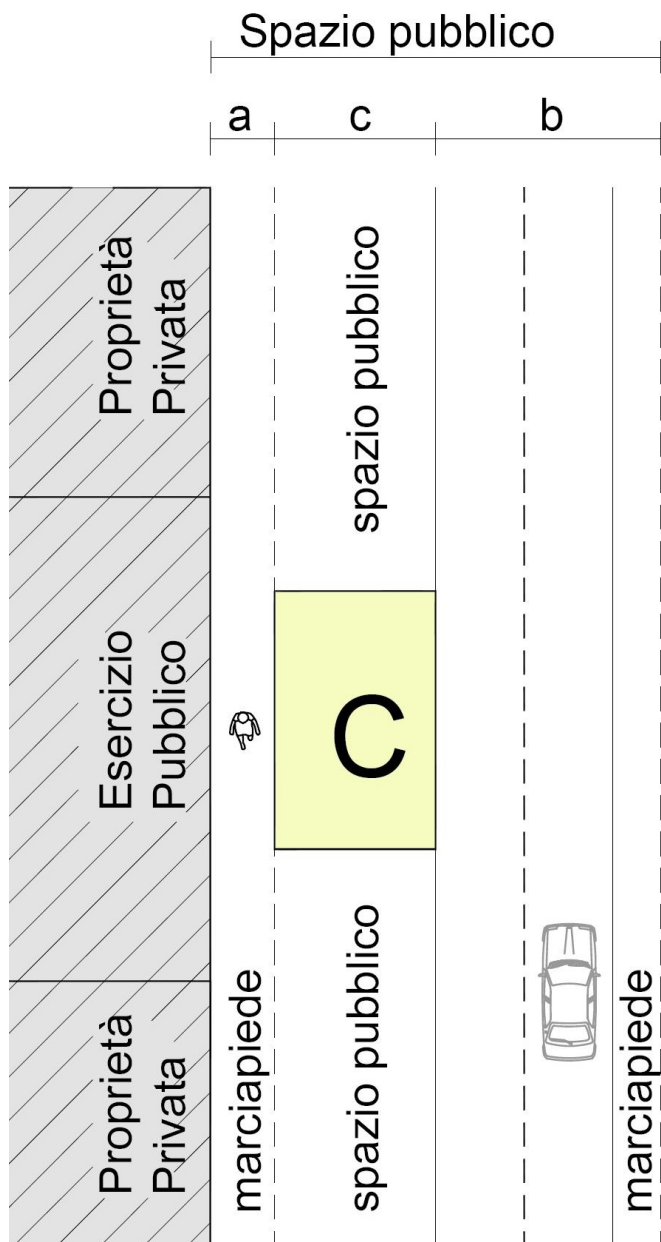 Spazio pubblico
a
c
b
Proprietà
Privata
spazio pubblico
Esercizio
Pubblico
C
Proprietà
Privata
marciapiede
spazio pubblico
marciapiede